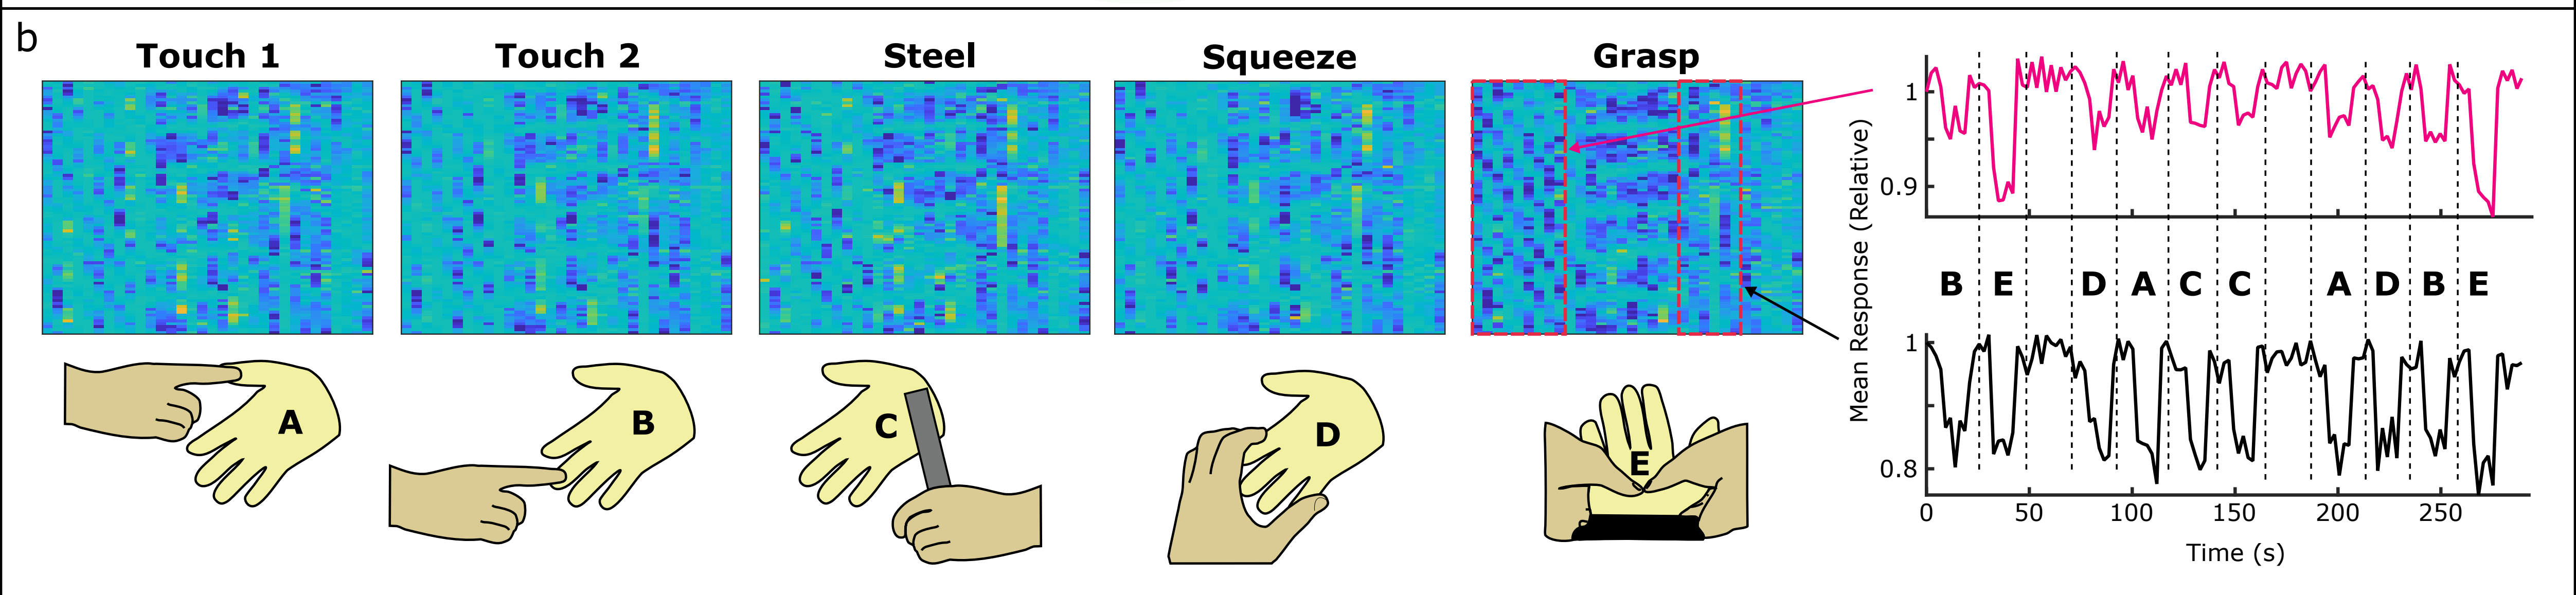 b
Touch 1
Touch 2
Steel
Squeeze
Grasp
A
B
C
D
E
Mean Response (Relative)
1
0.9
B E D A C C A D B E
1
0.8
0 50 100 150 200 250
Time (s)